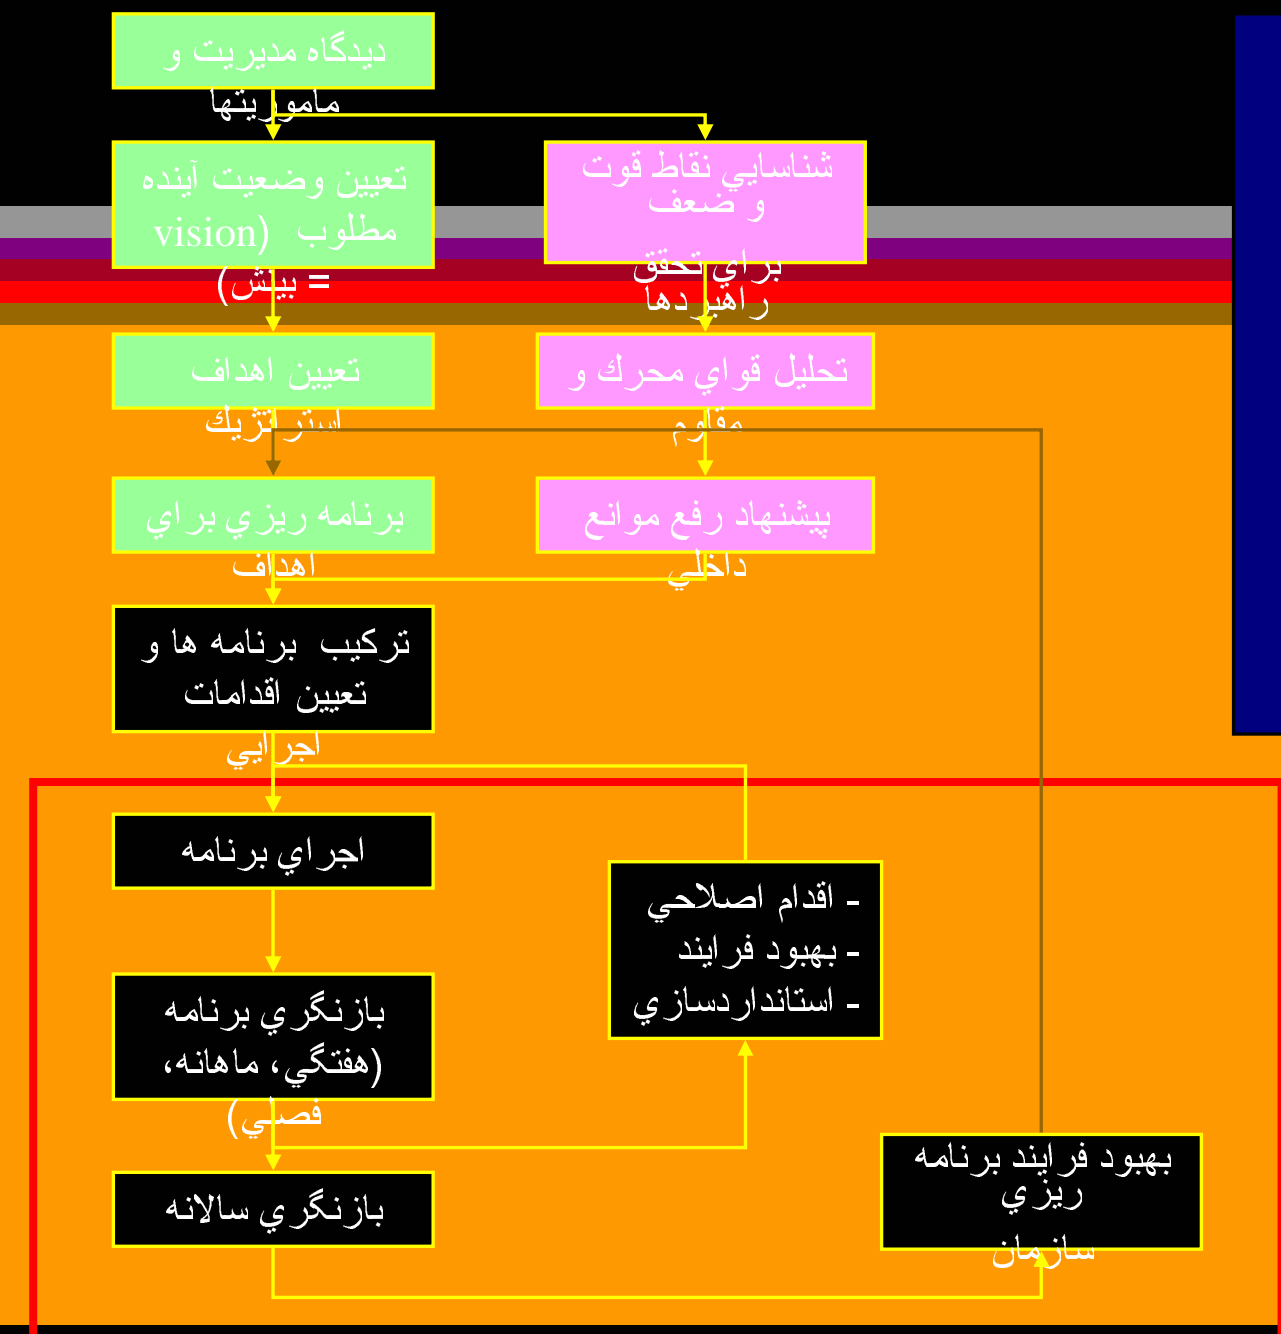 ديدگاه مديريت و
ماموريتها
تعيين وضعيت آينده
مطلوب (vision
= بينش)
شناسايي نقاط قوت
و ضعف
براي تحقق
راهبردها
تعيين اهداف
استراتژيك
تحليل قواي محرك و
مقاوم
برنامه ريزي براي
اهداف
پيشنهاد رفع موانع
داخلي
تركيب برنامه ها و
تعيين اقدامات
اجرايي
اجراي برنامه
- اقدام اصلاحي
- بهبود فرايند
- استانداردسازي
بازنگري برنامه
(هفتگي، ماهانه،
فصلي)
بازنگري سالانه
بهبود فرايند برنامه
ريزي
سازمان